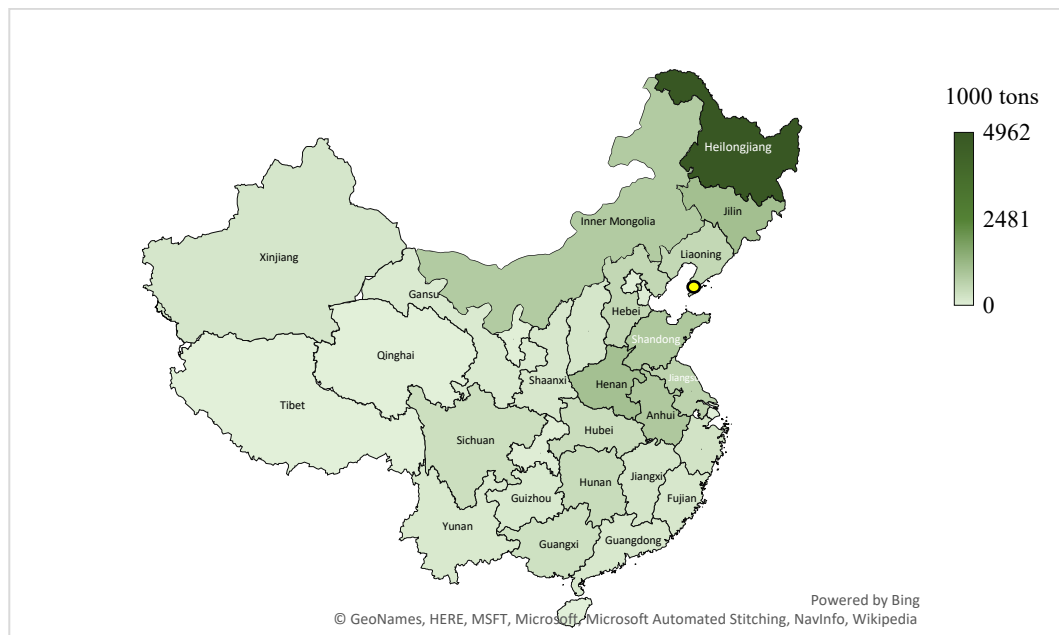 1000 tons
4962
2481
0
Heilongjiang
Jilin
Inner Mongolia
Liaoning
Xinjiang
Gansu
Hebei
Shandong
Qinghai
Shaanxi
Henan
Jiangsu
Tibet
Anhui
Hubei
Sichuan
Hunan
Jiangxi
Guizhou
Fujian
Yunan
Guangxi
Guangdong
Powered by Bing
© GeoNames, HERE, MSFT, Microsoft, Microsoft Automated Stitching, NavInfo, Wikipedia